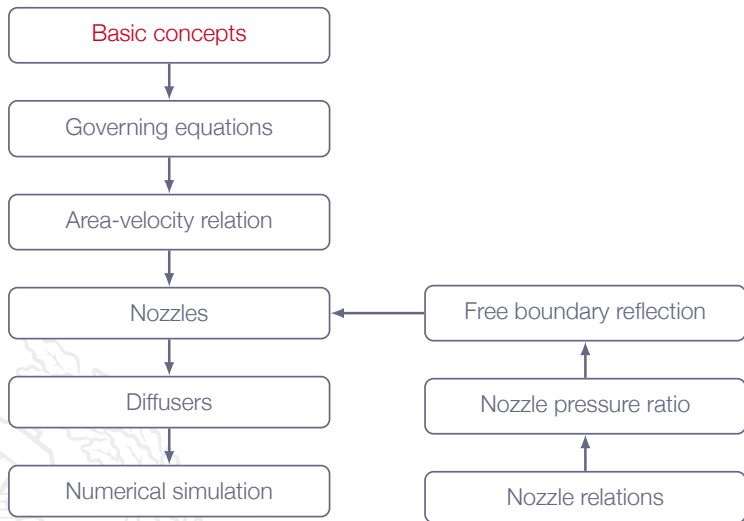 Basic concepts
Governing equations
Area-velocity relation
Nozzles
Diffusers
Numerical simulation
Free boundary reflection
Nozzle pressure ratio
Nozzle relations